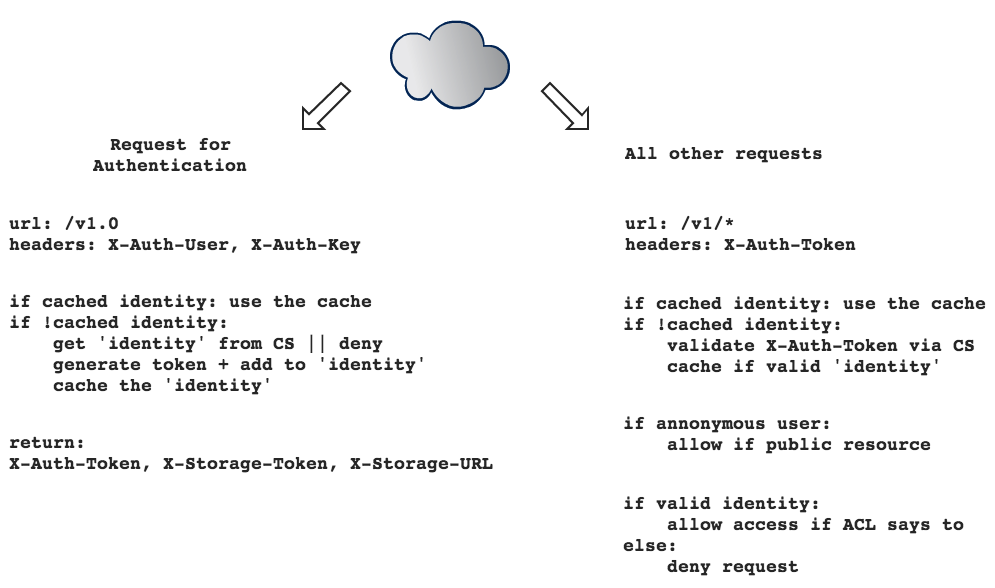 Request for
Authentication
url: /v1.0
headers: X-Auth-User, X-Auth-Key
if cached identity: use the cache
if !cached identity:
get 'identity' from CS || deny
generate token + add to 'identity'
cache the 'identity'
return:
X-Auth-Token, X-Storage-Token, X-Storage-URL
All other requests
url: /v1/*
headers: X-Auth-Token
if cached identity: use the cache
if !cached identity:
validate X-Auth-Token via CS
cache if valid 'identity'
if annonymous user:
allow if public resource
if valid identity:
allow access if ACL says to
else:
deny request